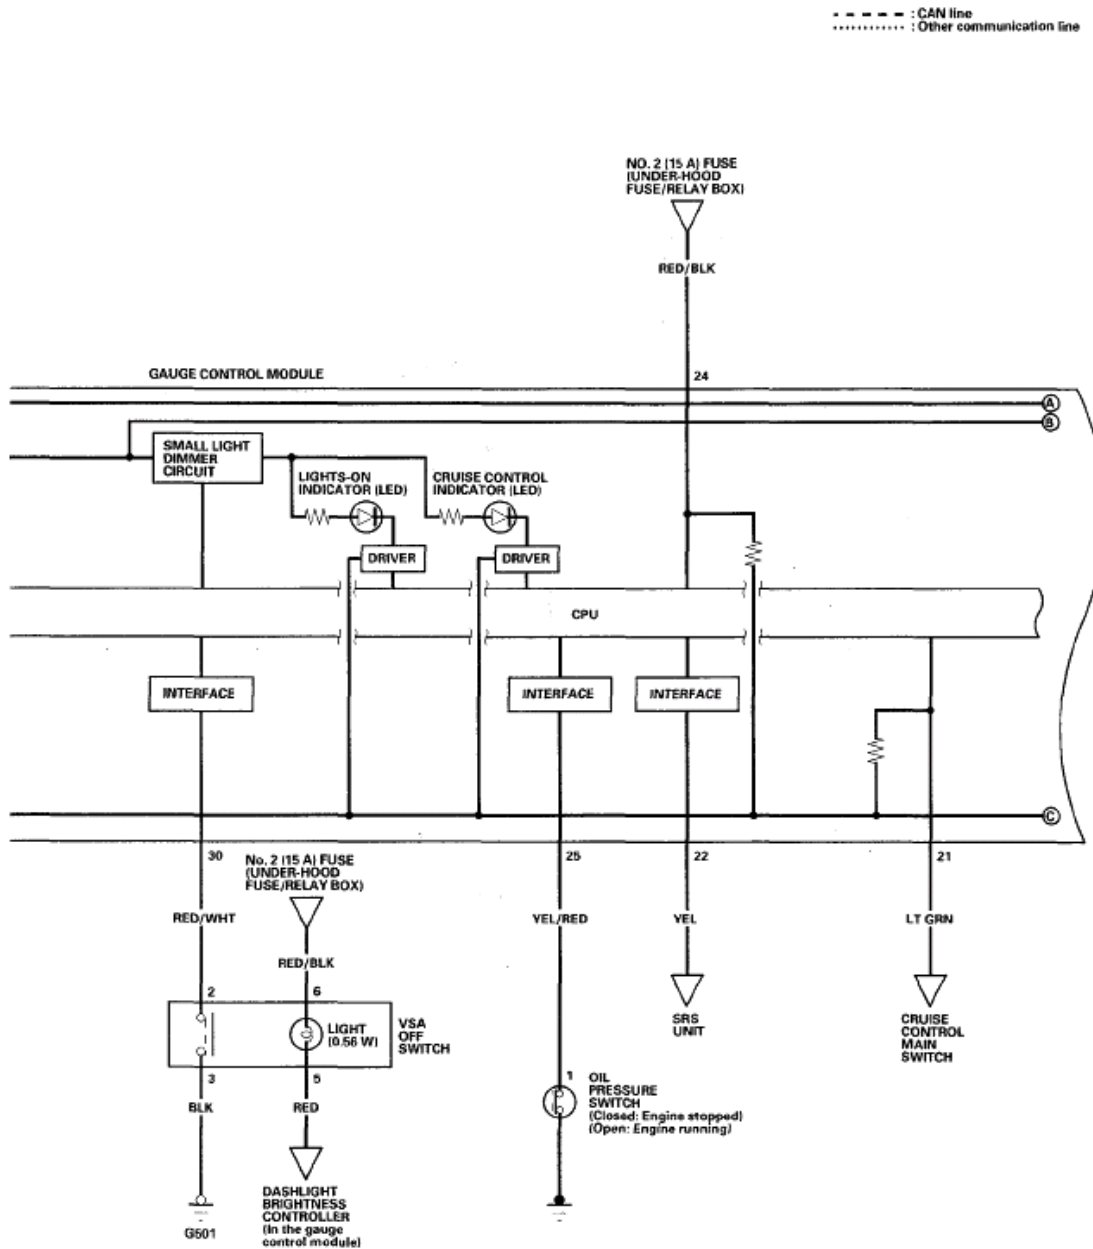 : CAN line
: Other communication line
NO. 2 (15 A) FUSE
(UNDER-HOOD
FUSE/RELAY BOX)
RED/BLK
GAUGE CONTROL MODULE
24
A
B
SMALL LIGHT
DIMMER
CIRCUIT
LIGHTS-ON
INDICATOR (LED)
CRUISE CONTROL
INDICATOR (LED)
DRIVER
DRIVER
CPU
INTERFACE
INTERFACE
INTERFACE
C
30
No. 2 (15 A) FUSE
(UNDER-HOOD
FUSE/RELAY BOX)
25
22
21
RED/WHT
YEL/RED
YEL
LT GRN
RED/BLK
2
6
LIGHT
(0.56 W)
VSA
OFF
SWITCH
SRS
UNIT
CRUISE
CONTROL
MAIN
SWITCH
3
5
1
OIL
PRESSURE
SWITCH
(Closed: Engine stopped)
(Open: Engine running)
BLK
RED
G501
DASHLIGHT
BRIGHTNESS
CONTROLLER
(In the gauge
control module)